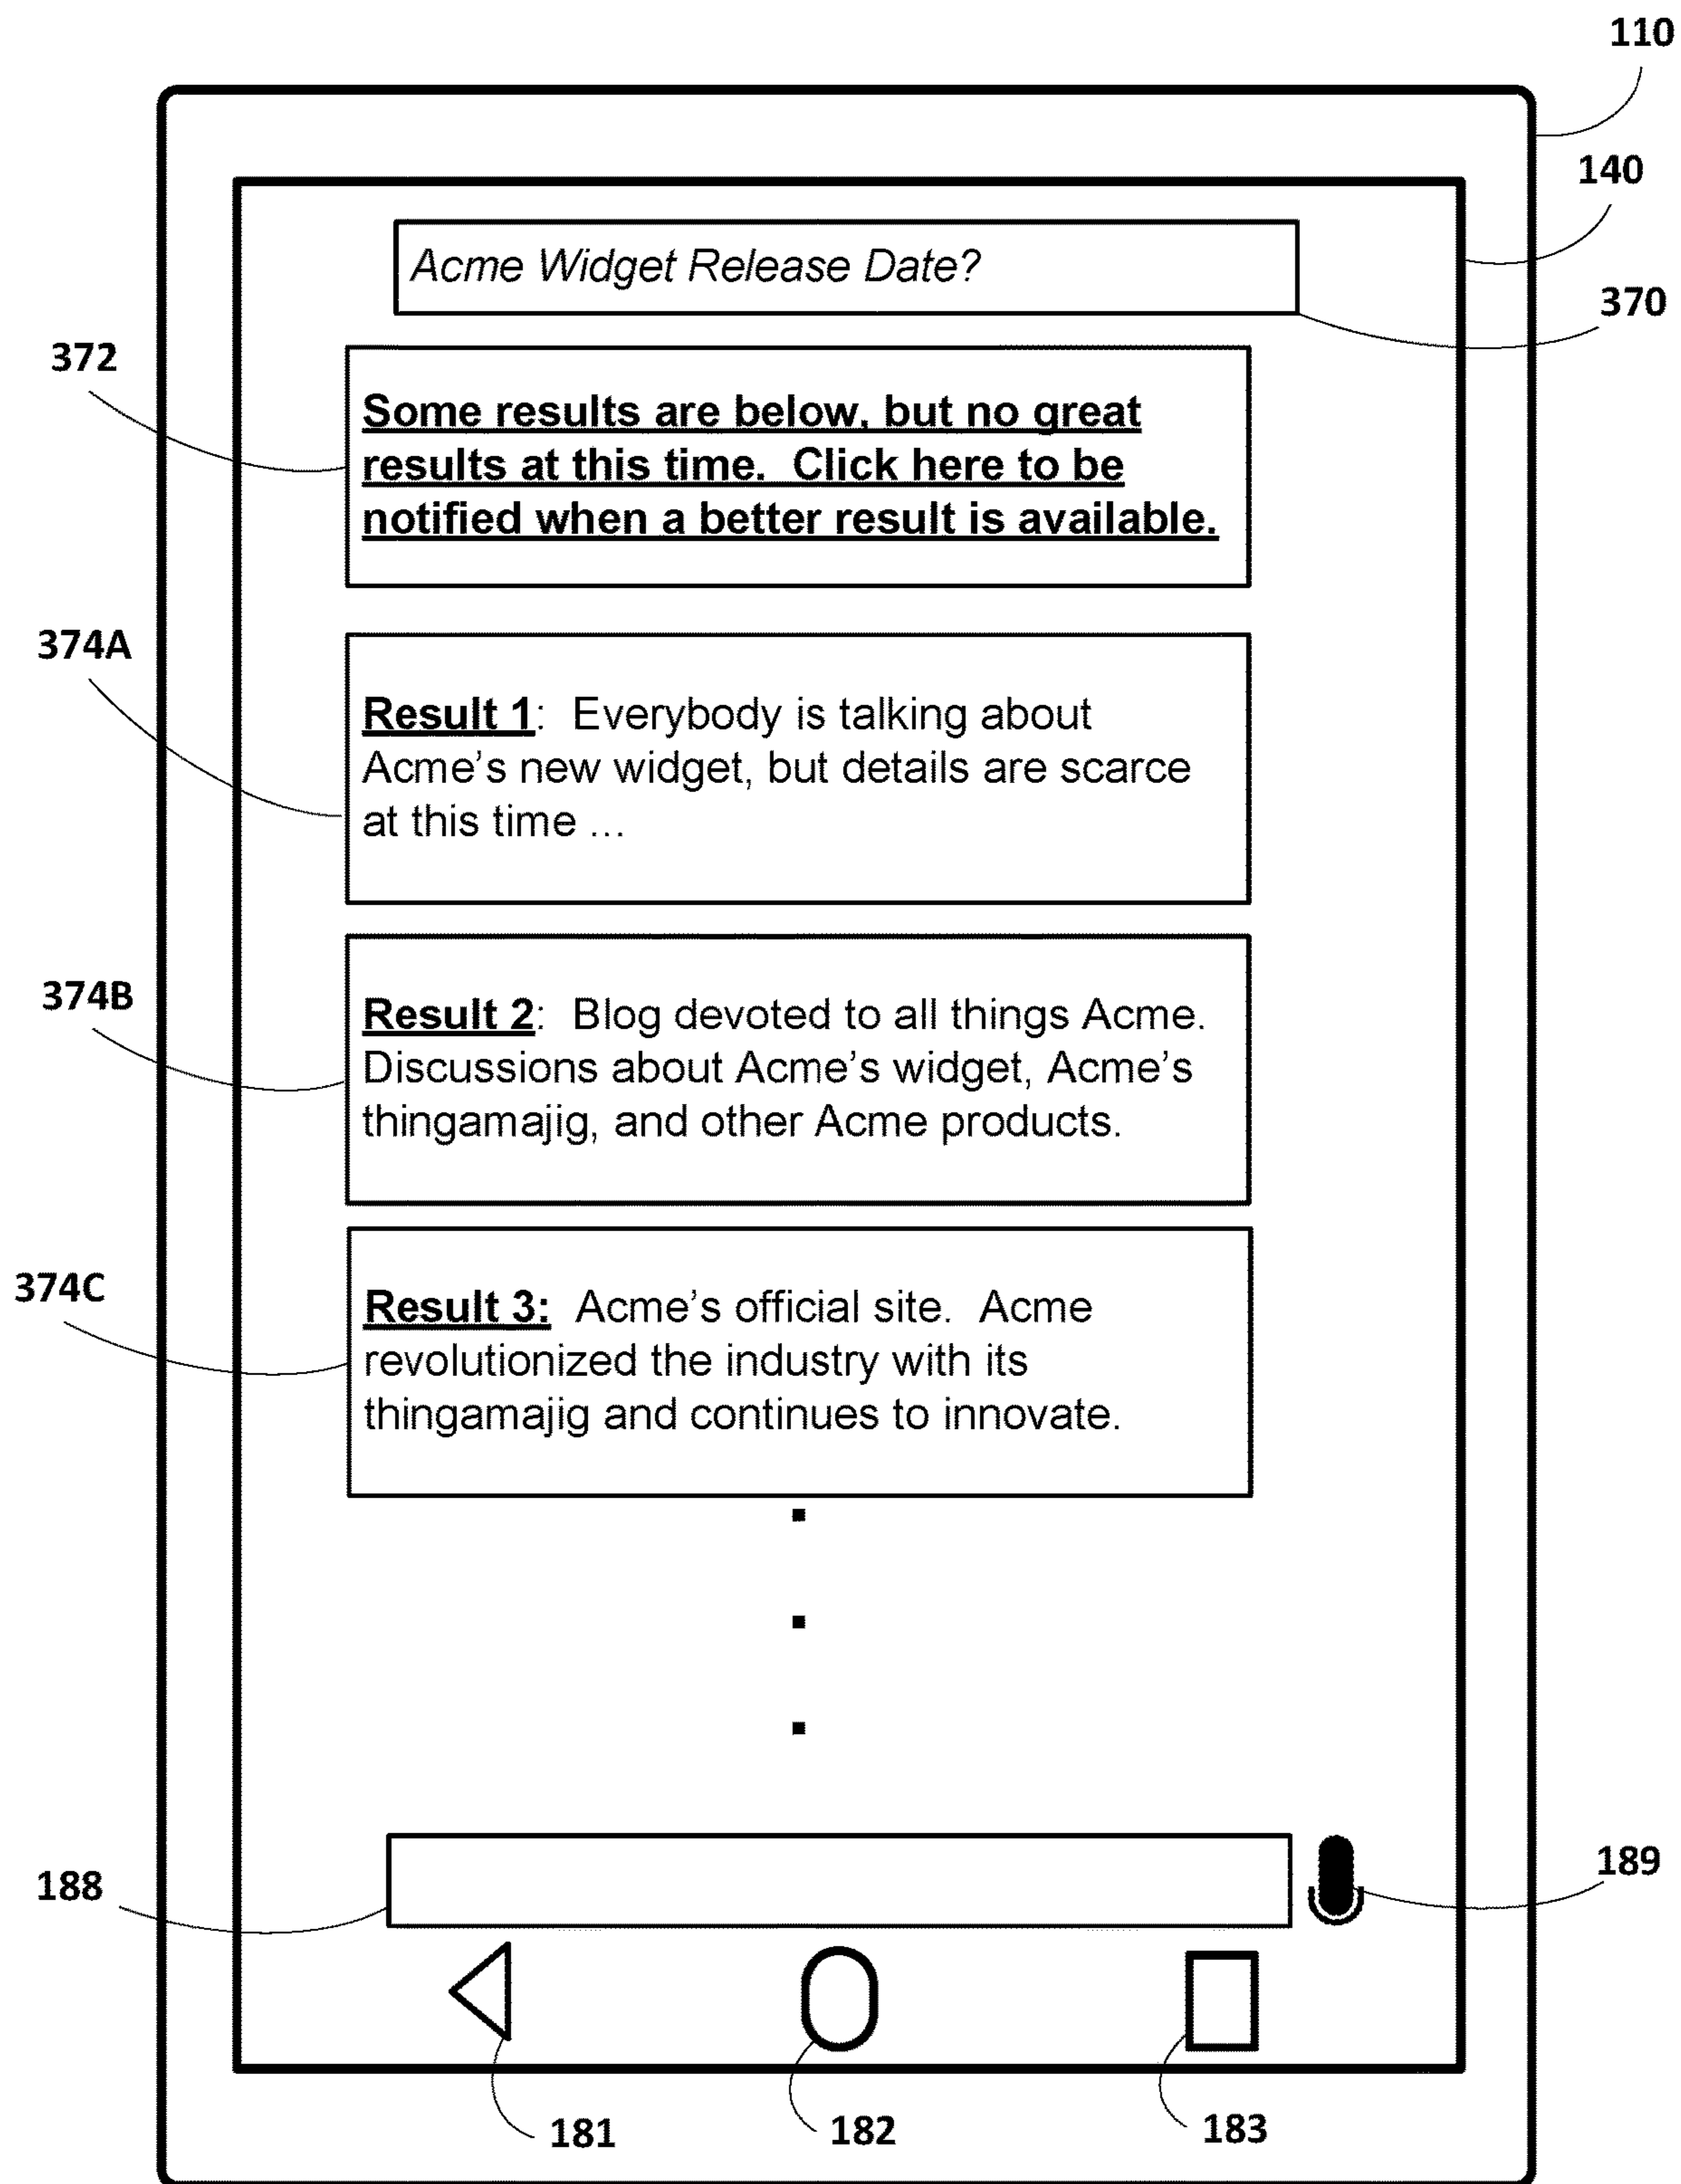 110
140
Acme Widget Release Date?
370
372
Some results are below, but no great
results at this time.  Click here to be
notified when a better result is available.
374A
Result 1:  Everybody is talking about
Acme's new widget, but details are scarce
at this time ...
374B
Result 2:  Blog devoted to all things Acme.
Discussions about Acme's widget, Acme's
thingamajig, and other Acme products.
374C
Result 3:  Acme's official site.  Acme
revolutionized the industry with its
thingamajig and continues to innovate.
188
189
181
182
183